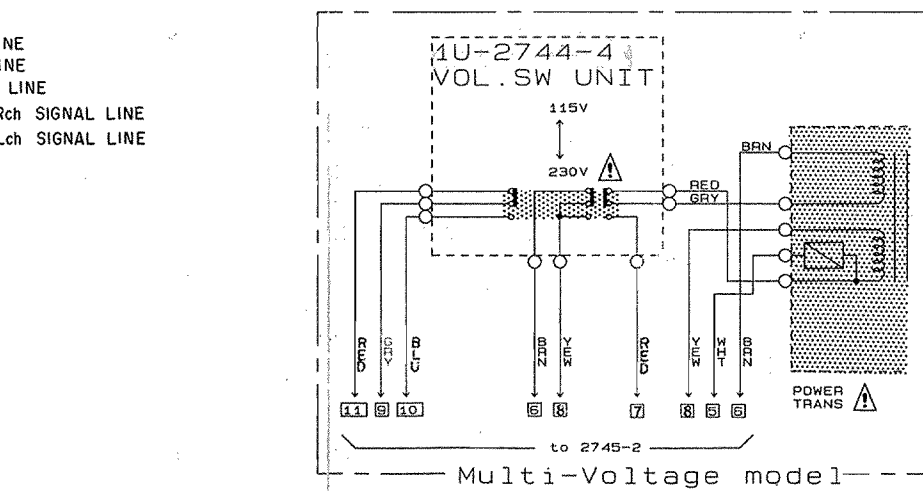 NE
INE
LINE
Rch SIGNAL LINE
Lch SIGNAL LINE
1U-2744-4
VOL.SW UNIT
115V
230V
BRN
RED
GRY
RED
GRY
BLU
BRN
YEW
RED
YEW
WHT
BRN
POWER
TRANS
11 9 10 6 8 7 8 5 6
to 2745-2
Multi-Voltage model